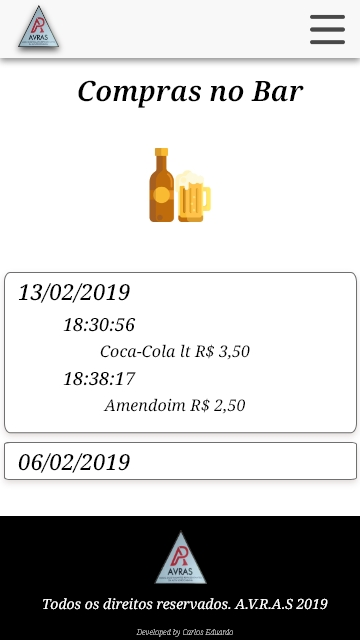 AVRAS
Compras no Bar
13/02/2019
18:30:56
Coca-Cola lt R$ 3,50
18:38:17
Amendoim R$ 2,50
06/02/2019
AVRAS
Todos os direitos reservados. A.V.R.A.S 2019
Developed by Carlos Eduardo